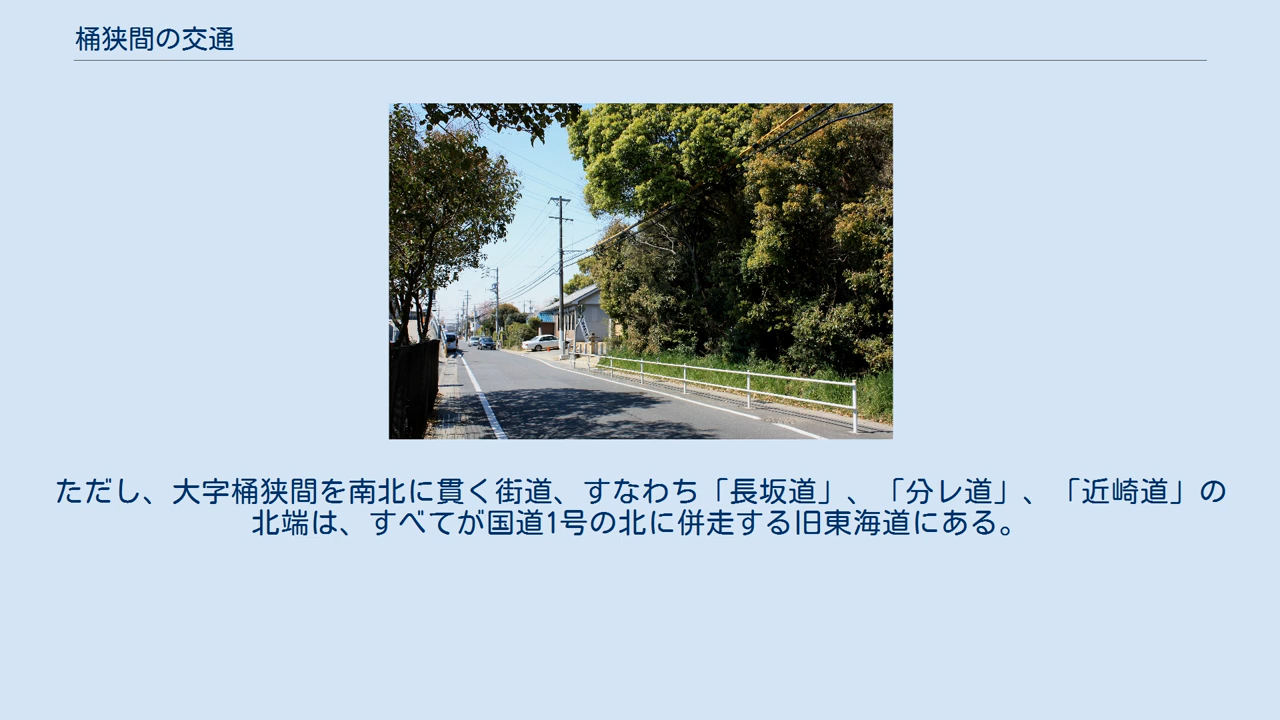 桶狭間の交通
ただし、大字桶狭間を南北に貫く街道、すなわち「長坂道」、「分レ道」、「近崎道」の
北端は、すべてが国道1号の北に併走する旧東海道にある。